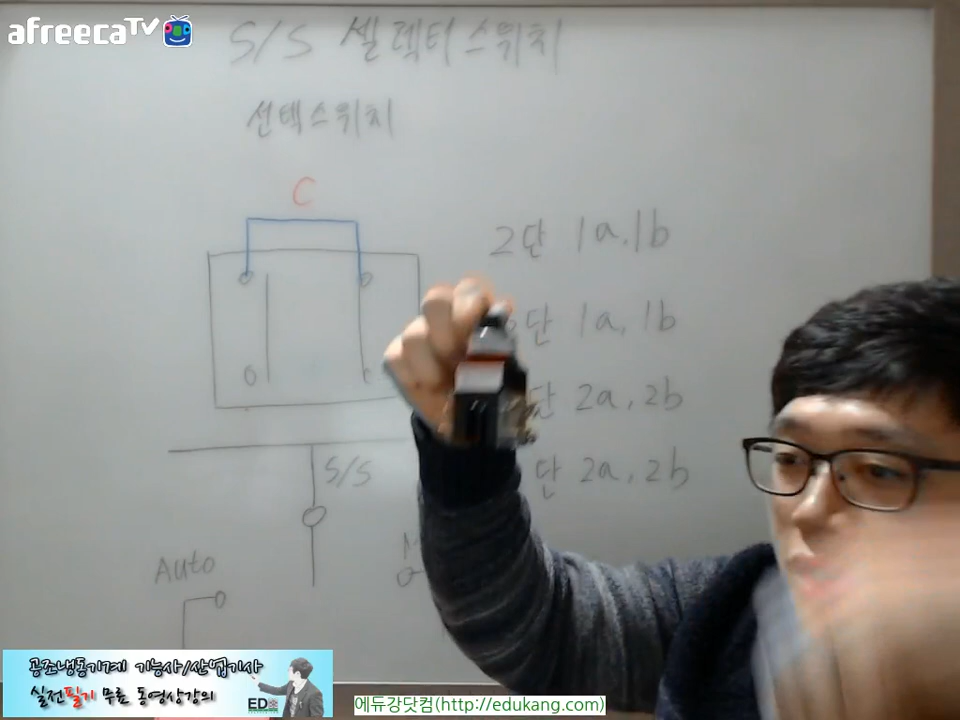 afreecaTV
S/S 셀렉터스위치
선택스위치
C
2단 1a,1b
단 1a, 1b
단 2a, 2b
단 2a, 2b
S/S
Auto
M
공조냉동기계 기능사/산업기사
실전필기 무료 동영상강의
ED
에듀강닷컴(http://edukang.com)